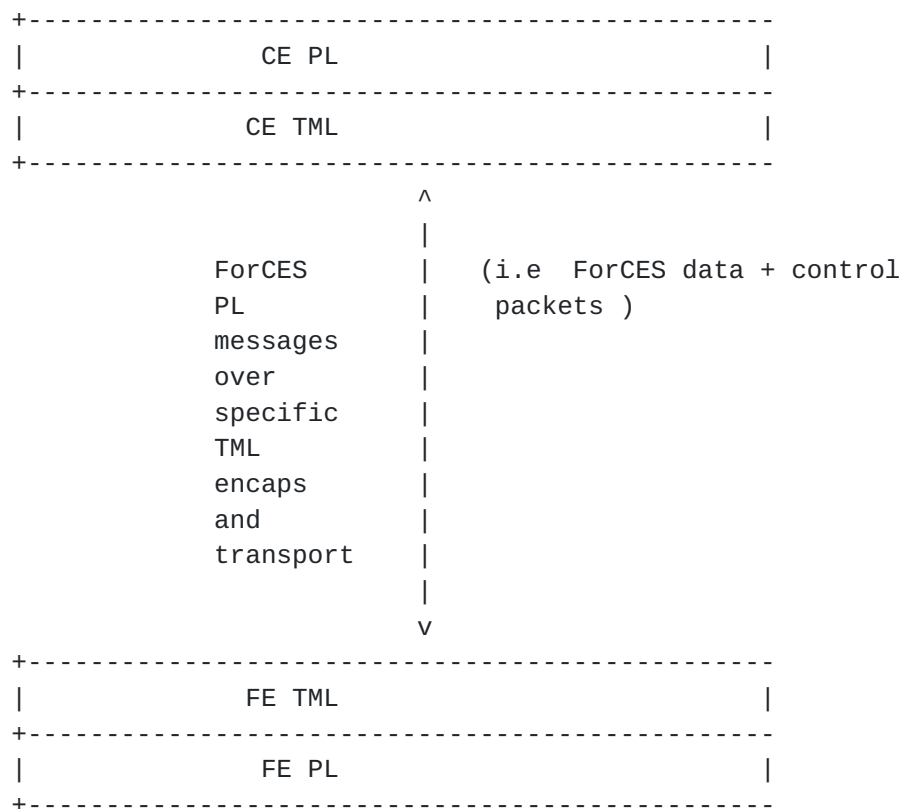 +------------------------------------------------
|               CE PL                           |
+------------------------------------------------
|              CE TML                           |
+------------------------------------------------
^
|
ForCES       |   (i.e  ForCES data + control
PL           |    packets )
messages     |
over         |
specific     |
TML          |
encaps       |
and          |
transport    |
|
v
+------------------------------------------------
|              FE TML                           |
+------------------------------------------------
|               FE PL                           |
+------------------------------------------------